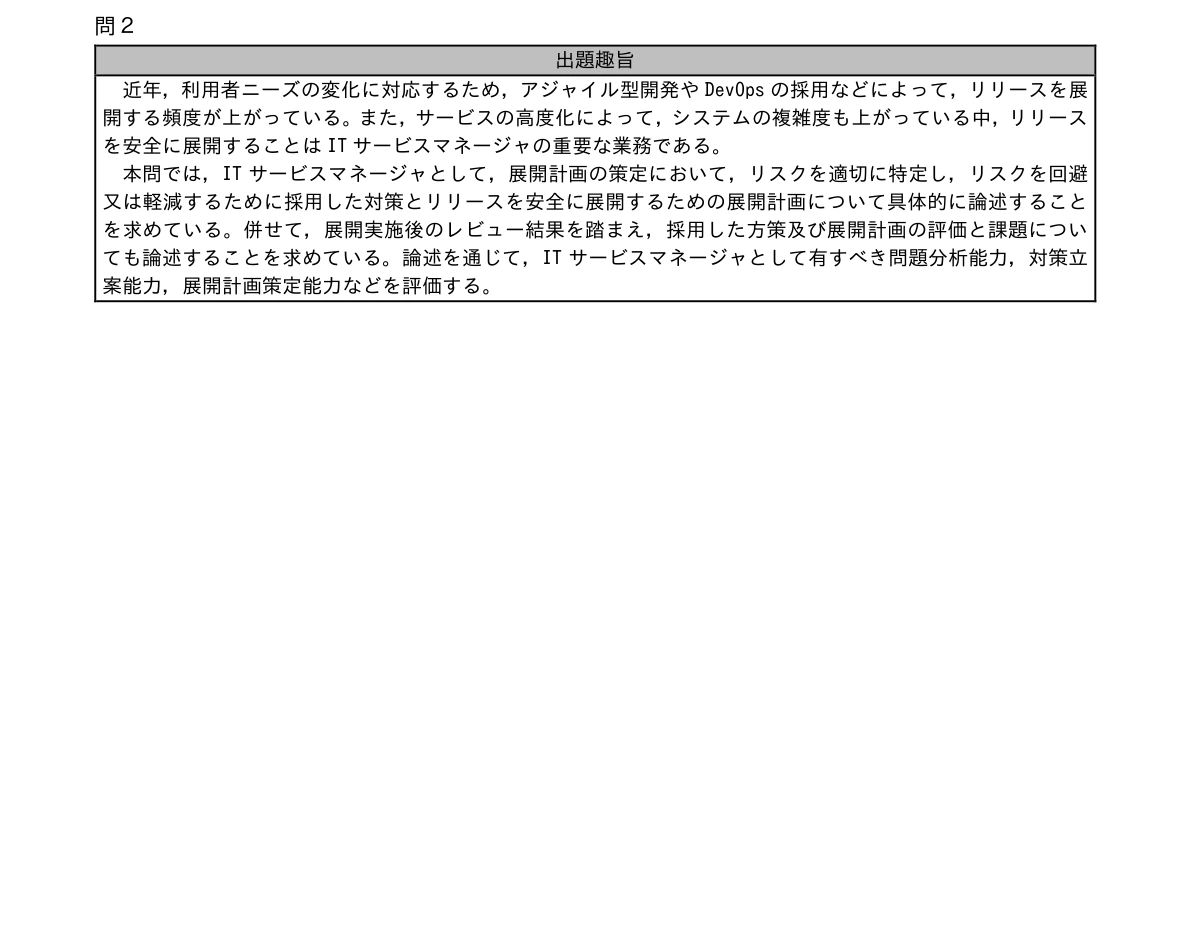 問2
出題趣旨
近年，利用者ニーズの変化に対応するため，アジャイル型開発や DevOps の採用などによって，リリースを展
開する頻度が上がっている。また，サービスの高度化によって，システムの複雑度も上がっている中，リリース
を安全に展開することは IT サービスマネージャの重要な業務である。
本問では，IT サービスマネージャとして，展開計画の策定において，リスクを適切に特定し，リスクを回避
又は軽減するために採用した対策とリリースを安全に展開するための展開計画について具体的に論述すること
を求めている。併せて，展開実施後のレビュー結果を踏まえ，採用した方策及び展開計画の評価と課題につい
ても論述することを求めている。論述を通じて，IT サービスマネージャとして有すべき問題分析能力，対策立
案能力，展開計画策定能力などを評価する。